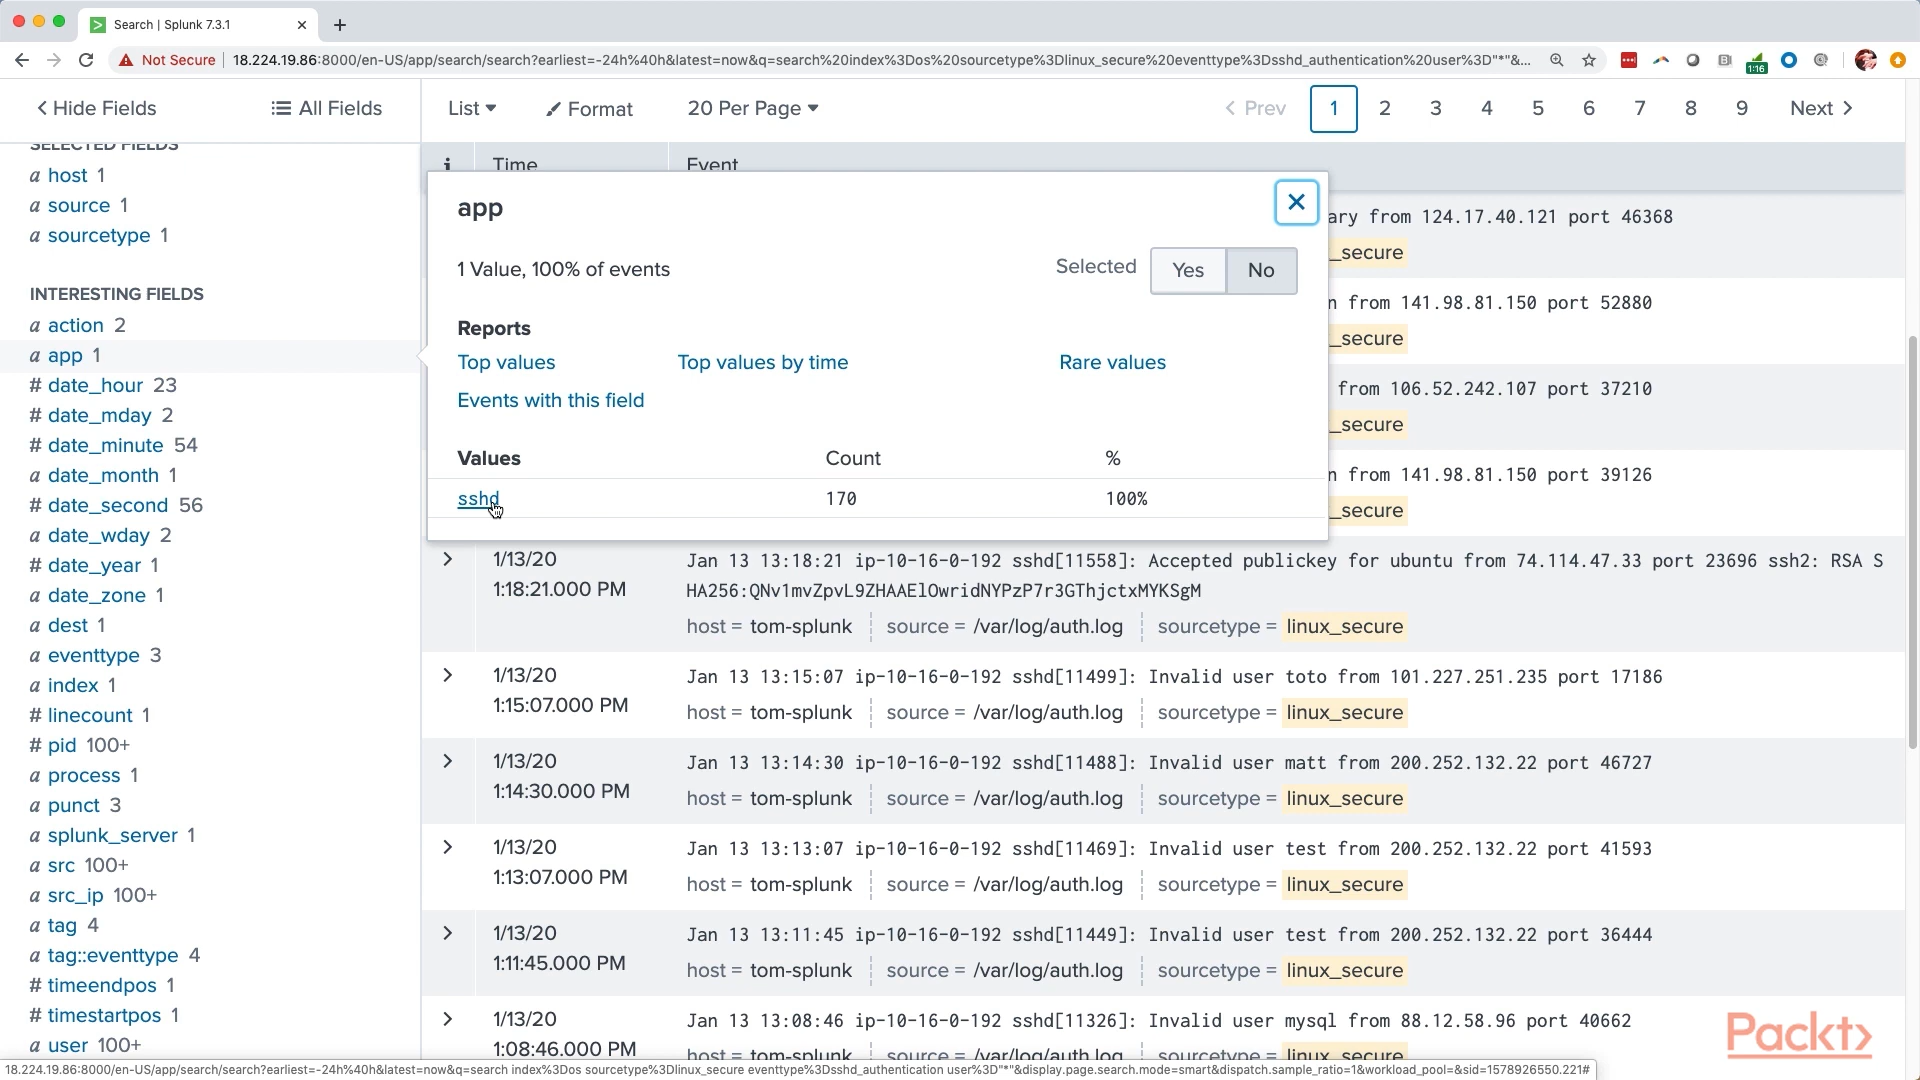 Search | Splunk 7.3.1
Not Secure
18.224.19.86:8000/en-US/app/search/search?earliest=-24h%40h&latest=now&q=search%20index%3Dos%20sourcetype%3Dlinux_secure%20eventtype%3Dsshd_authentication%20user%3D"*"&...
1:16
Hide Fields
All Fields
List
Format
20 Per Page
Prev 1 2 3 4 5 6 7 8 9 Next
SELECTED FIELDS
a host 1
a source 1
a sourcetype 1
INTERESTING FIELDS
a action 2
a app 1
# date_hour 23
# date_mday 2
# date_minute 54
a date_month 1
# date_second 56
a date_wday 2
# date_year 1
a date_zone 1
a dest 1
a eventtype 3
a index 1
# linecount 1
# pid 100+
a process 1
a punct 3
a splunk_server 1
a src 100+
a src_ip 100+
a tag 4
a tag::eventtype 4
# timeendpos 1
# timestartpos 1
a user 100+
i Time Event
app
1 Value, 100% of events
Selected Yes No
Reports
Top values Top values by time Rare values
Events with this field
Values Count %
sshd 170 100%
ary from 124.17.40.121 port 46368
_secure
n from 141.98.81.150 port 52880
_secure
from 106.52.242.107 port 37210
_secure
n from 141.98.81.150 port 39126
_secure
1/13/20
1:18:21.000 PM
Jan 13 13:18:21 ip-10-16-0-192 sshd[11558]: Accepted publickey for ubuntu from 74.114.47.33 port 23696 ssh2: RSA S
HA256:QNv1mvZpvL9ZHAAElOwridNYPzP7r3GThjctxMYKSgM
host = tom-splunk source = /var/log/auth.log sourcetype = linux_secure
1/13/20
1:15:07.000 PM
Jan 13 13:15:07 ip-10-16-0-192 sshd[11499]: Invalid user toto from 101.227.251.235 port 17186
host = tom-splunk source = /var/log/auth.log sourcetype = linux_secure
1/13/20
1:14:30.000 PM
Jan 13 13:14:30 ip-10-16-0-192 sshd[11488]: Invalid user matt from 200.252.132.22 port 46727
host = tom-splunk source = /var/log/auth.log sourcetype = linux_secure
1/13/20
1:13:07.000 PM
Jan 13 13:13:07 ip-10-16-0-192 sshd[11469]: Invalid user test from 200.252.132.22 port 41593
host = tom-splunk source = /var/log/auth.log sourcetype = linux_secure
1/13/20
1:11:45.000 PM
Jan 13 13:11:45 ip-10-16-0-192 sshd[11449]: Invalid user test from 200.252.132.22 port 36444
host = tom-splunk source = /var/log/auth.log sourcetype = linux_secure
1/13/20
1:08:46.000 PM
Jan 13 13:08:46 ip-10-16-0-192 sshd[11326]: Invalid user mysql from 88.12.58.96 port 40662
host = tom-splunk source = /var/log/auth.log sourcetype = linux_secure
Packt>
18.224.19.86:8000/en-US/app/search/search?earliest=-24h%40h&latest=now&q=search index%3Dos sourcetype%3Dlinux_secure eventtype%3Dsshd_authentication user%3D"*"&display.page.search.mode=smart&dispatch.sample_ratio=1&workload_pool=&sid=1578926550.221#